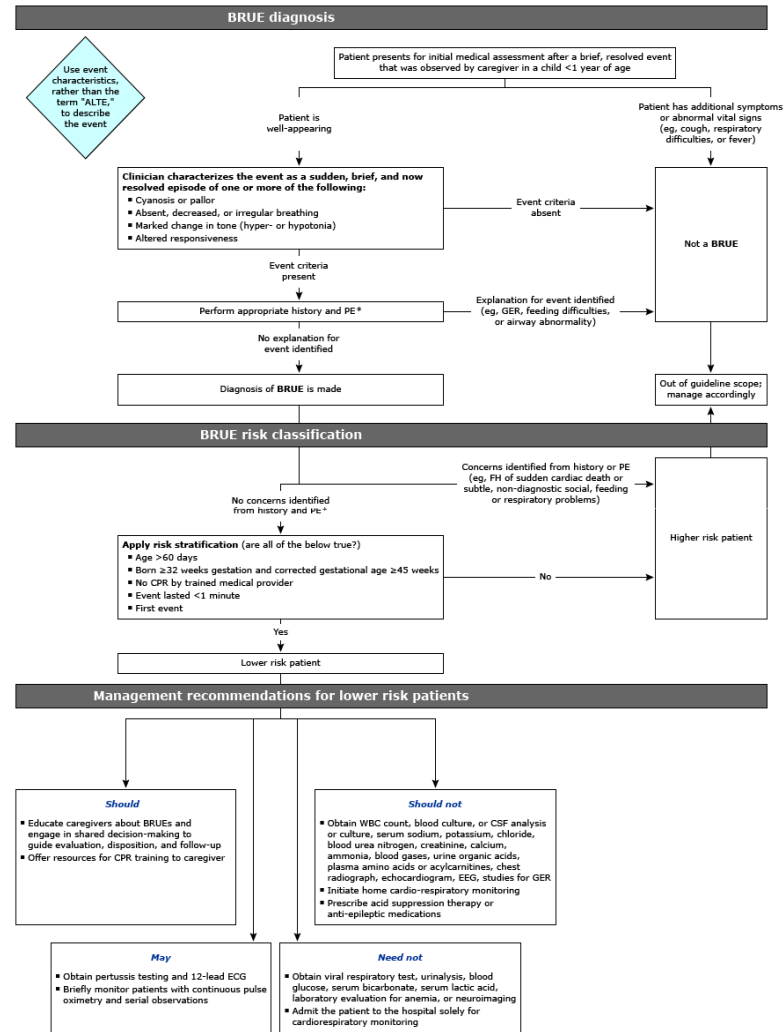 BRUE diagnosis
Use event
characteristics,
rather than the
term "ALTE,"
to describe
the event
Patient presents for initial medical assessment after a brief, resolved event
that was observed by caregiver in a child <1 year of age
Patient is
well-appearing
Patient has additional symptoms
or abnormal vital signs
(eg, cough, respiratory
difficulties, or fever)
Clinician characterizes the event as a sudden, brief, and now
resolved episode of one or more of the following:
▪ Cyanosis or pallor
▪ Absent, decreased, or irregular breathing
▪ Marked change in tone (hyper- or hypotonia)
▪ Altered responsiveness
Event criteria
absent
Not a BRUE
Event criteria
present
Perform appropriate history and PE*
Explanation for event identified
(eg, GER, feeding difficulties,
or airway abnormality)
No explanation for
event identified
Diagnosis of BRUE is made
Out of guideline scope;
manage accordingly
BRUE risk classification
Concerns identified from history or PE
(eg, FH of sudden cardiac death or
subtle, non-diagnostic social, feeding
or respiratory problems)
No concerns identified
from history and PE
Higher risk patient
Apply risk stratification (are all of the below true?)
▪ Age >60 days
▪ Born ≥32 weeks gestation and corrected gestational age ≥45 weeks
▪ No CPR by trained medical provider
▪ Event lasted <1 minute
▪ First event
No
Yes
Lower risk patient
Management recommendations for lower risk patients
Should
▪ Educate caregivers about BRUEs and
engage in shared decision-making to
guide evaluation, disposition, and follow-up
▪ Offer resources for CPR training to caregiver
Should not
▪ Obtain WBC count, blood culture, or CSF analysis
or culture, serum sodium, potassium, chloride,
blood urea nitrogen, creatinine, calcium,
ammonia, blood gases, urine organic acids,
plasma amino acids or acylcarnitines, chest
radiograph, echocardiogram, EEG, studies for GER
▪ Initiate home cardio-respiratory monitoring
▪ Prescribe acid suppression therapy or
anti-epileptic medications
May
▪ Obtain pertussis testing and 12-lead ECG
▪ Briefly monitor patients with continuous pulse
oximetry and serial observations
Need not
▪ Obtain viral respiratory test, urinalysis, blood
glucose, serum bicarbonate, serum lactic acid,
laboratory evaluation for anemia, or neuroimaging
▪ Admit the patient to the hospital solely for
cardiorespiratory monitoring